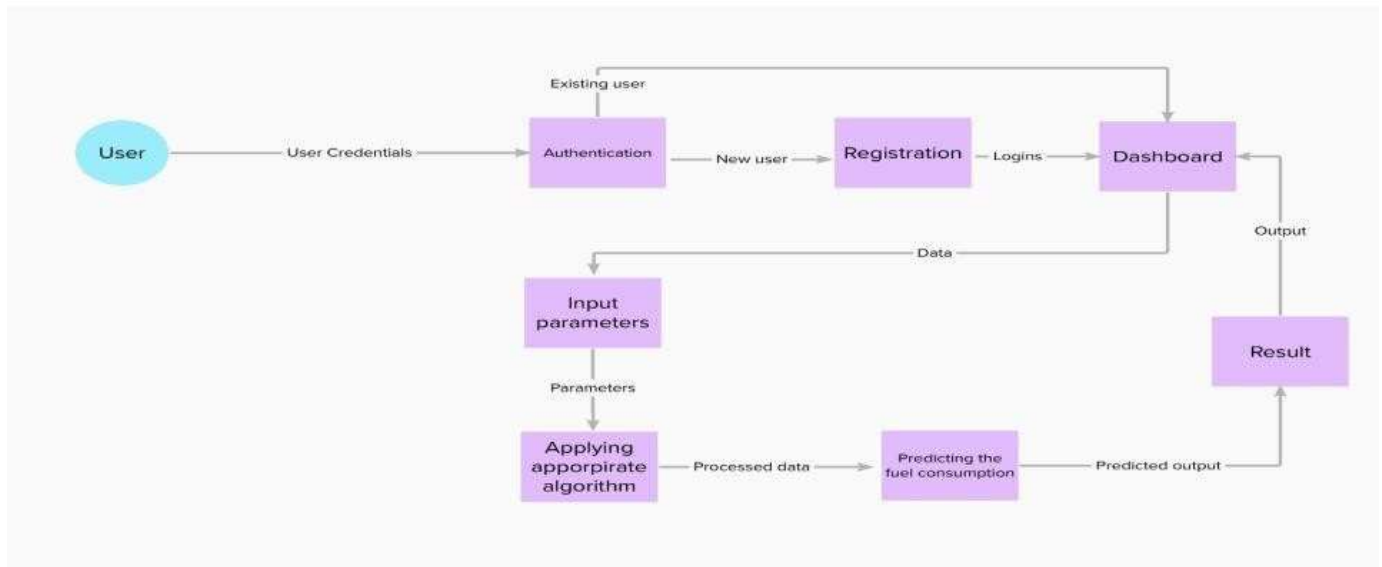 Existing user
User
User Credentials
Authentication
New user
Registration
Logins
Dashboard
Output
Data
Input
parameters
Result
Parameters
Applying
apporpirate
algorithm
Processed data
Predicting the
fuel consumption
Predicted output